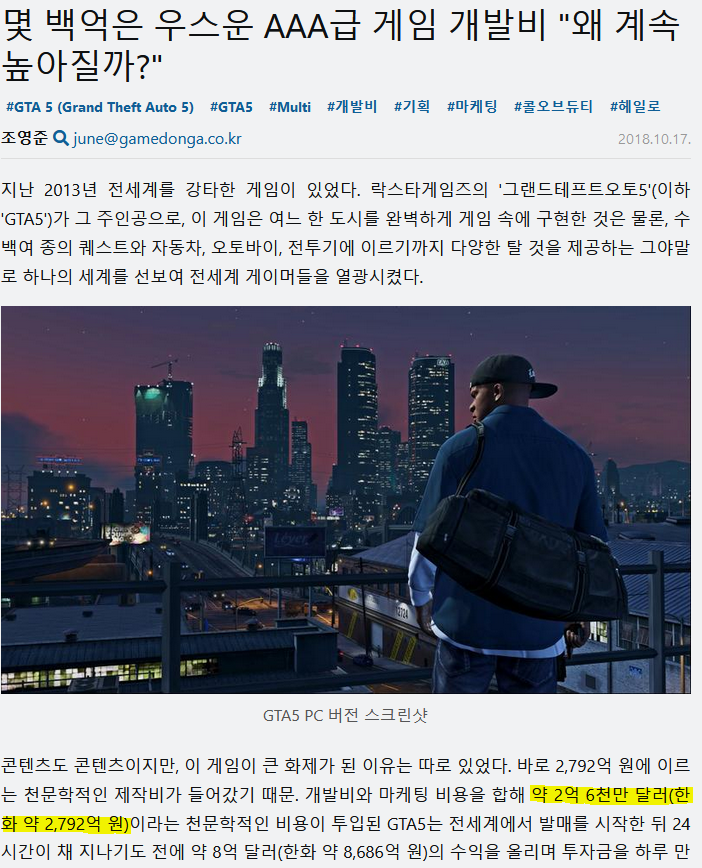 몇 백억은 우스운 AAA급 게임 개발비 "왜 계속
높아질까?"
#GTA 5 (Grand Theft Auto 5) #GTA5 #Multi #개발비 #기획 #마케팅 #콜오브듀티 #헤일로
조영준 june@gamedonga.co.kr 2018.10.17.
지난 2013년 전세계를 강타한 게임이 있었다. 락스타게임즈의 '그랜드테프트오토5'(이하
'GTA5')가 그 주인공으로, 이 게임은 여느 한 도시를 완벽하게 게임 속에 구현한 것은 물론, 수
백여 종의 퀘스트와 자동차, 오토바이, 전투기에 이르기까지 다양한 탈 것을 제공하는 그야말
로 하나의 세계를 선보여 전세계 게이머들을 열광시켰다.
GTA5 PC 버전 스크린샷
콘텐츠도 콘텐츠이지만, 이 게임이 큰 화제가 된 이유는 따로 있었다. 바로 2,792억 원에 이르
는 천문학적인 제작비가 들어갔기 때문. 개발비와 마케팅 비용을 합해 약 2억 6천만 달러(한
화 약 2,792억 원)이라는 천문학적인 비용이 투입된 GTA5는 전세계에서 발매를 시작한 뒤 24
시간이 채 지나기도 전에 약 8억 달러(한화 약 8,686억 원)의 수익을 올리며 투자금을 하루 만